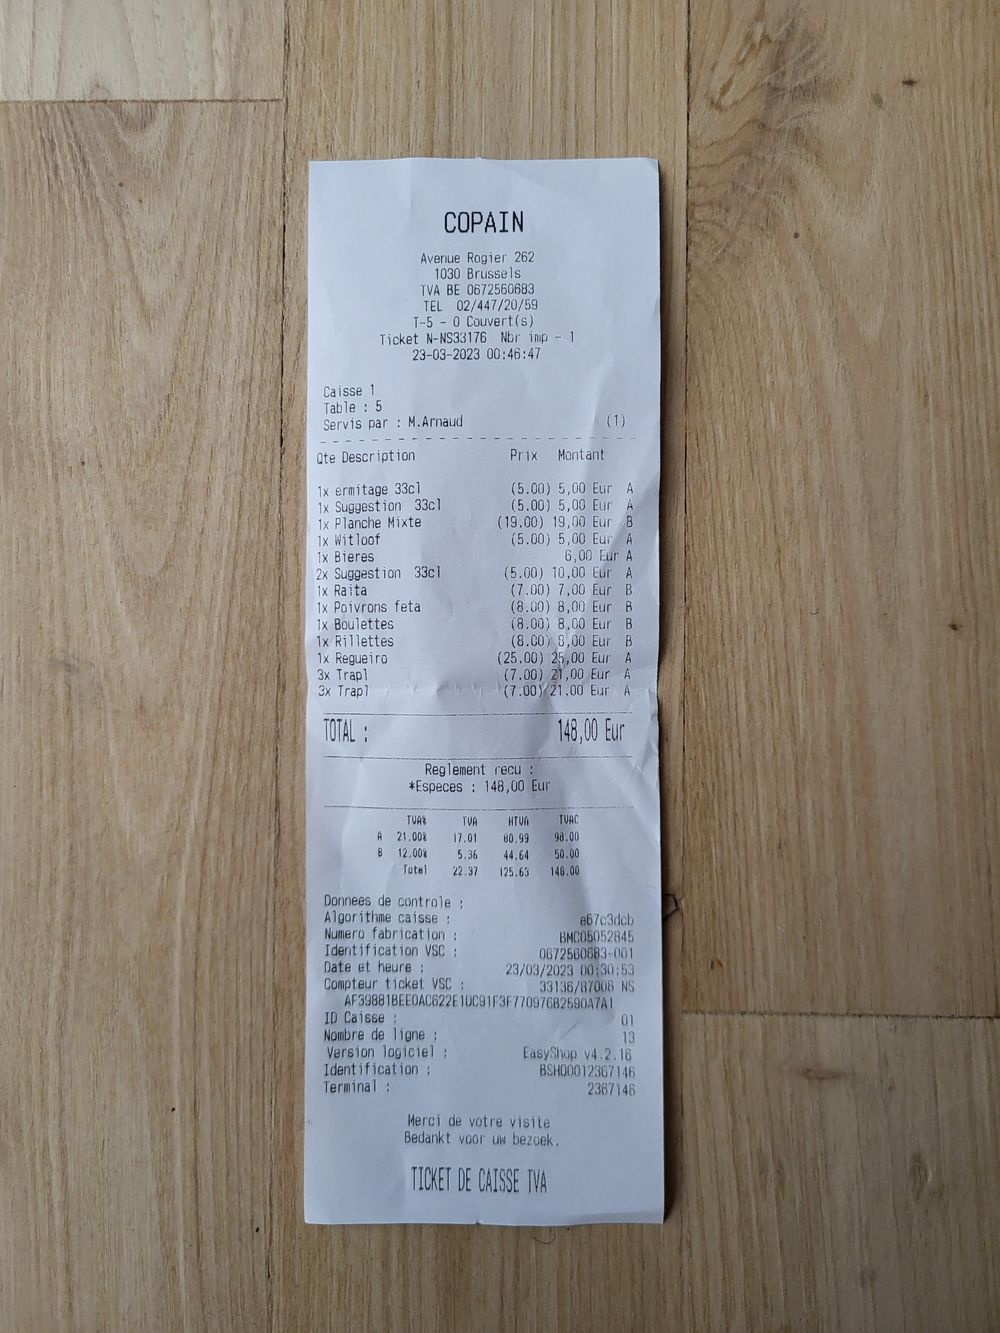 COPAIN
Avenue Rogier 262
1030 Brussels
TVA BE 0672560683
TEL 02/447/20/59
T-5 - 0 Couvert(s)
Ticket N-NS33176 Nbr imp - 1
23-03-2023 00:46:47
Caisse 1
Table : 5
Servis par : M.Arnaud (1)
Qte Description Prix Montant
1x ermitage 33cl (5.00) 5,00 Eur A
1x Suggestion 33cl (5.00) 5,00 Eur A
1x Planche Mixte (19.00) 19,00 Eur B
1x Witloof (5.00) 5,00 Eur A
1x Bieres 6,00 Eur A
2x Suggestion 33cl (5.00) 10,00 Eur A
1x Raita (7.00) 7,00 Eur B
1x Poivrons feta (8.00) 8,00 Eur B
1x Boulettes (8.00) 8,00 Eur B
1x Rillettes (8.00) 8,00 Eur B
1x Regueiro (25.00) 25,00 Eur A
3x Trapl (7.00) 21,00 Eur A
3x Trapl (7.00) 21,00 Eur A
TOTAL : 148,00 Eur
Reglement recu :
*Especes : 148,00 Eur
TVA% TVA HTVA TVAC
A 21.00% 17.01 80.99 98.00
B 12.00% 5.36 44.64 50.00
Total 22.37 125.63 148.00
Donnees de controle :
Algorithme caisse : e67c3dcb
Numero fabrication : BMC05052845
Identification VSC : 0672560683-001
Date et heure : 23/03/2023 00:30:53
Compteur ticket VSC : 33136/87008 NS
AF39881BEE0AC622E1DC91F3F770976B2590A7A1
ID Caisse : 01
Nombre de ligne : 13
Version logiciel : EasyShop v4.2.16
Identification : BSH00012367146
Terminal : 2367146
Merci de votre visite
Bedankt voor uw bezoek.
TICKET DE CAISSE TVA